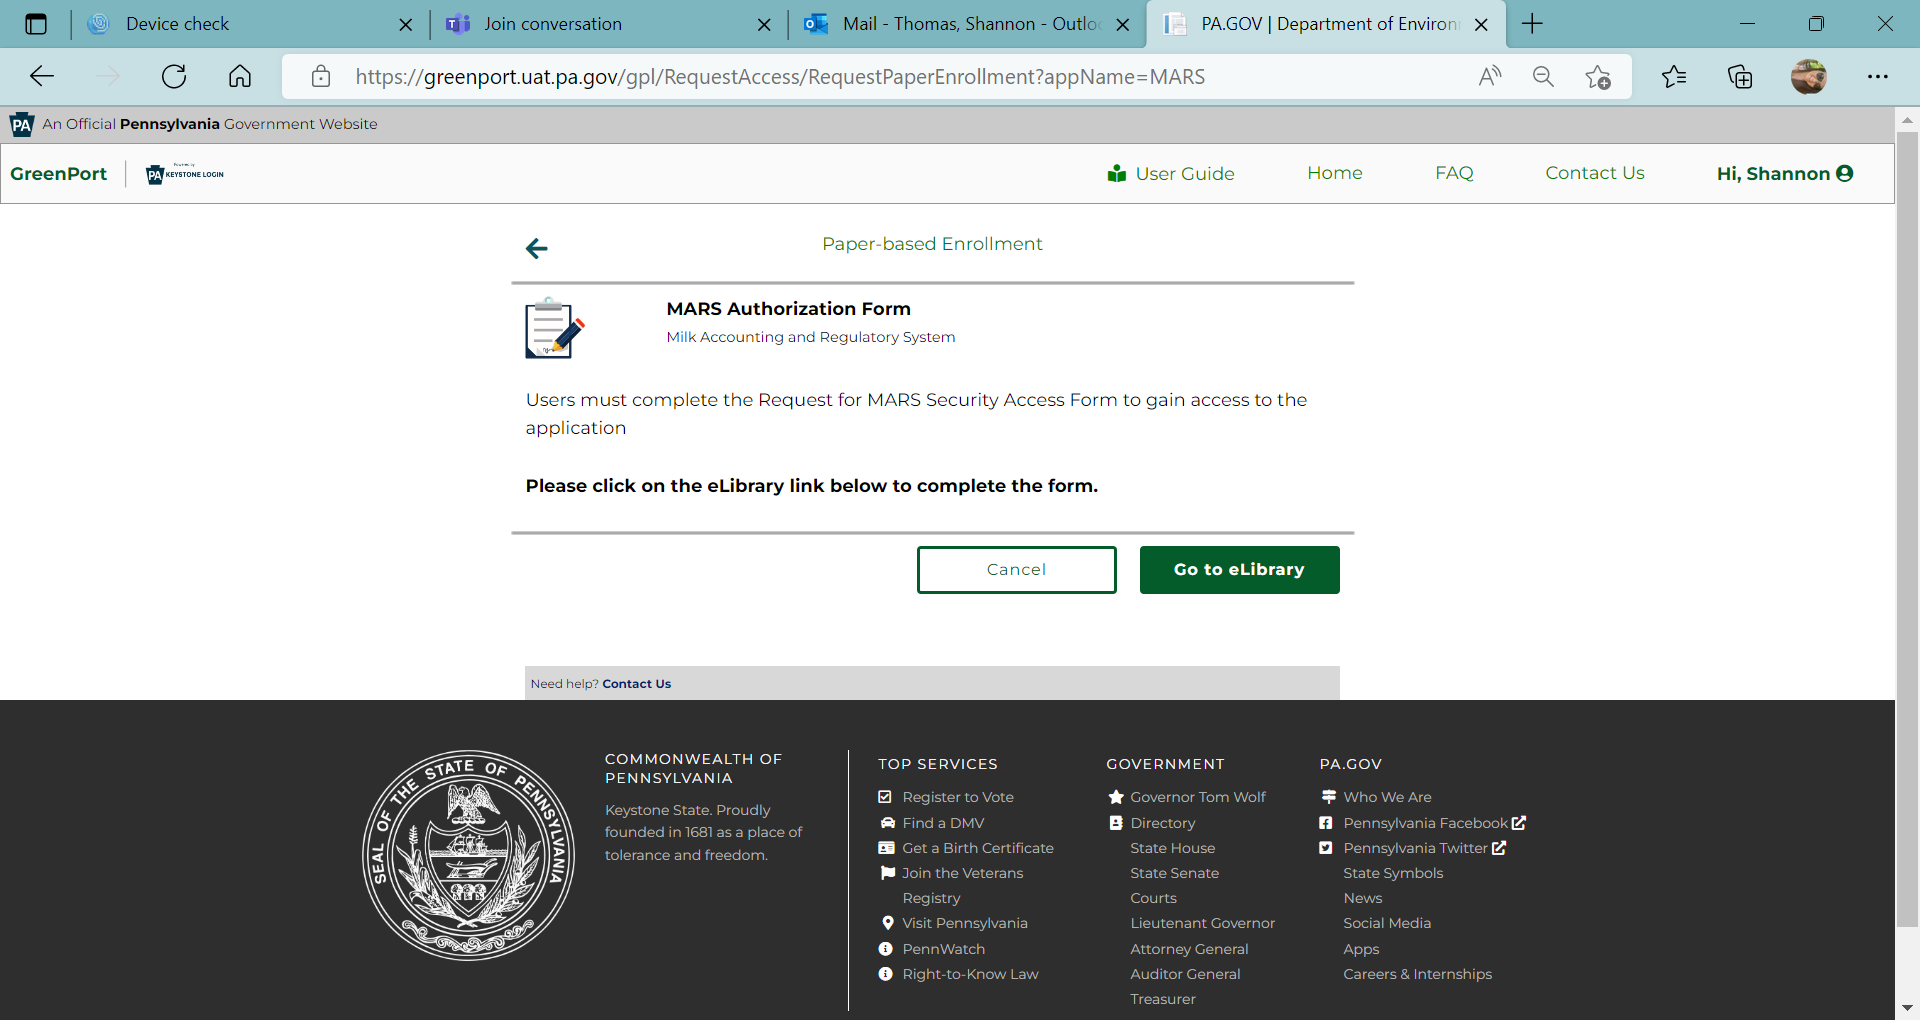 Device check
Join conversation
Mail - Thomas, Shannon - Outlo
PA.GOV | Department of Environ
https://greenport.uat.pa.gov/gpl/RequestAccess/RequestPaperEnrollment?appName=MARS
PA An Official Pennsylvania Government Website
GreenPort
Powered by
PA KEYSTONE LOGIN
User Guide
Home
FAQ
Contact Us
Hi, Shannon
Paper-based Enrollment
MARS Authorization Form
Milk Accounting and Regulatory System
Users must complete the Request for MARS Security Access Form to gain access to the
application
Please click on the eLibrary link below to complete the form.
Cancel
Go to eLibrary
Need help? Contact Us
SEAL OF THE STATE OF PENNSYLVANIA
COMMONWEALTH OF
PENNSYLVANIA
Keystone State. Proudly
founded in 1681 as a place of
tolerance and freedom.
TOP SERVICES
Register to Vote
Find a DMV
Get a Birth Certificate
Join the Veterans
Registry
Visit Pennsylvania
PennWatch
Right-to-Know Law
GOVERNMENT
Governor Tom Wolf
Directory
State House
State Senate
Courts
Lieutenant Governor
Attorney General
Auditor General
Treasurer
PA.GOV
Who We Are
Pennsylvania Facebook
Pennsylvania Twitter
State Symbols
News
Social Media
Apps
Careers & Internships